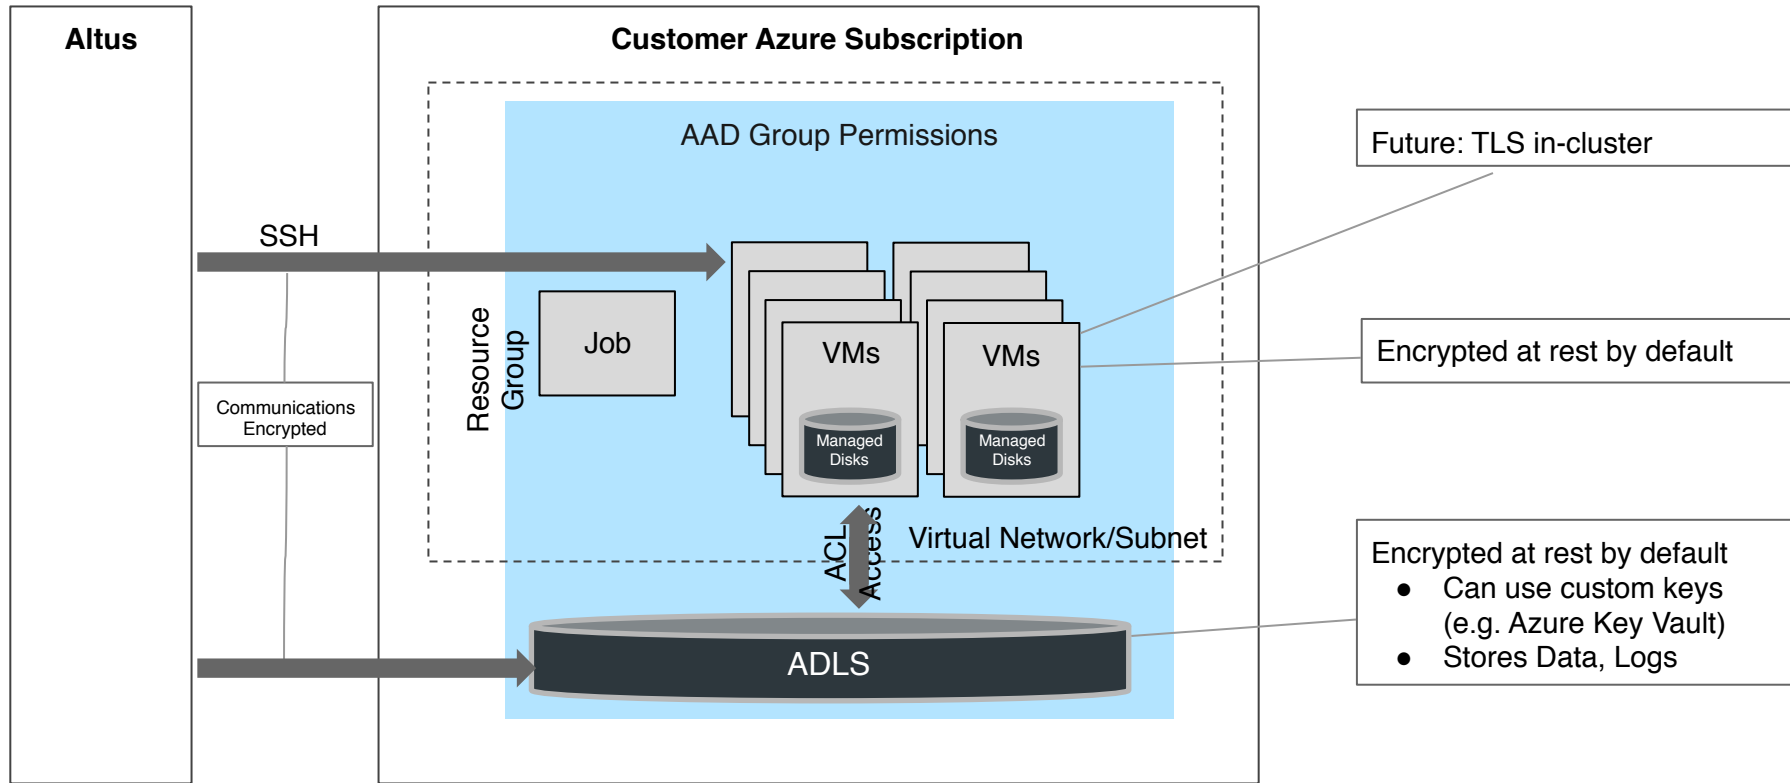 Altus
Customer Azure Subscription
AAD Group Permissions
Future: TLS in-cluster
SSH
Resource
Group
Job
VMs
VMs
Encrypted at rest by default
Communications
Encrypted
Managed
Disks
Managed
Disks
ACL
Access
Virtual Network/Subnet
Encrypted at rest by default
● Can use custom keys
(e.g. Azure Key Vault)
● Stores Data, Logs
ADLS